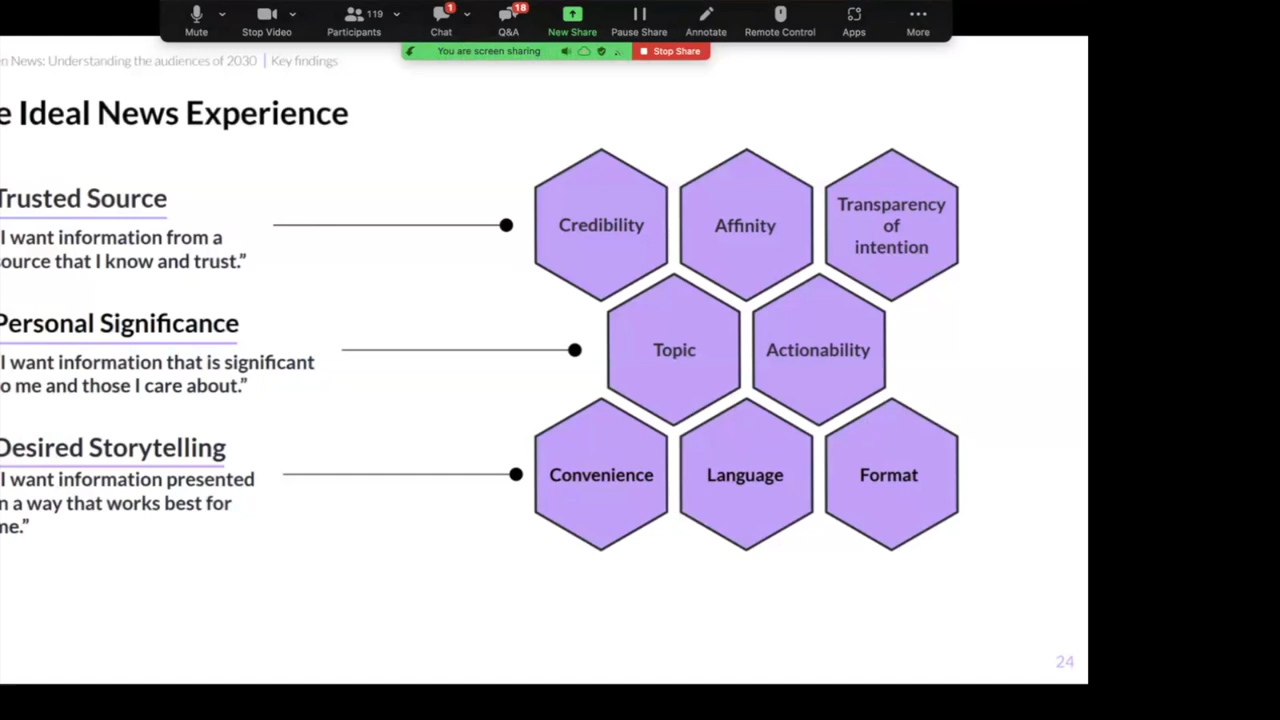 Mute
Stop Video
119
Participants
1
Chat
18
Q&A
New Share
Pause Share
Annotate
Remote Control
Apps
More
You are screen sharing
Stop Share
en News: Understanding the audiences of 2030 | Key findings
e Ideal News Experience
Trusted Source
I want information from a
ource that I know and trust.”
Credibility
Affinity
Transparency
of
intention
Personal Significance
I want information that is significant
o me and those I care about.”
Topic
Actionability
Desired Storytelling
I want information presented
n a way that works best for
me.”
Convenience
Language
Format
24